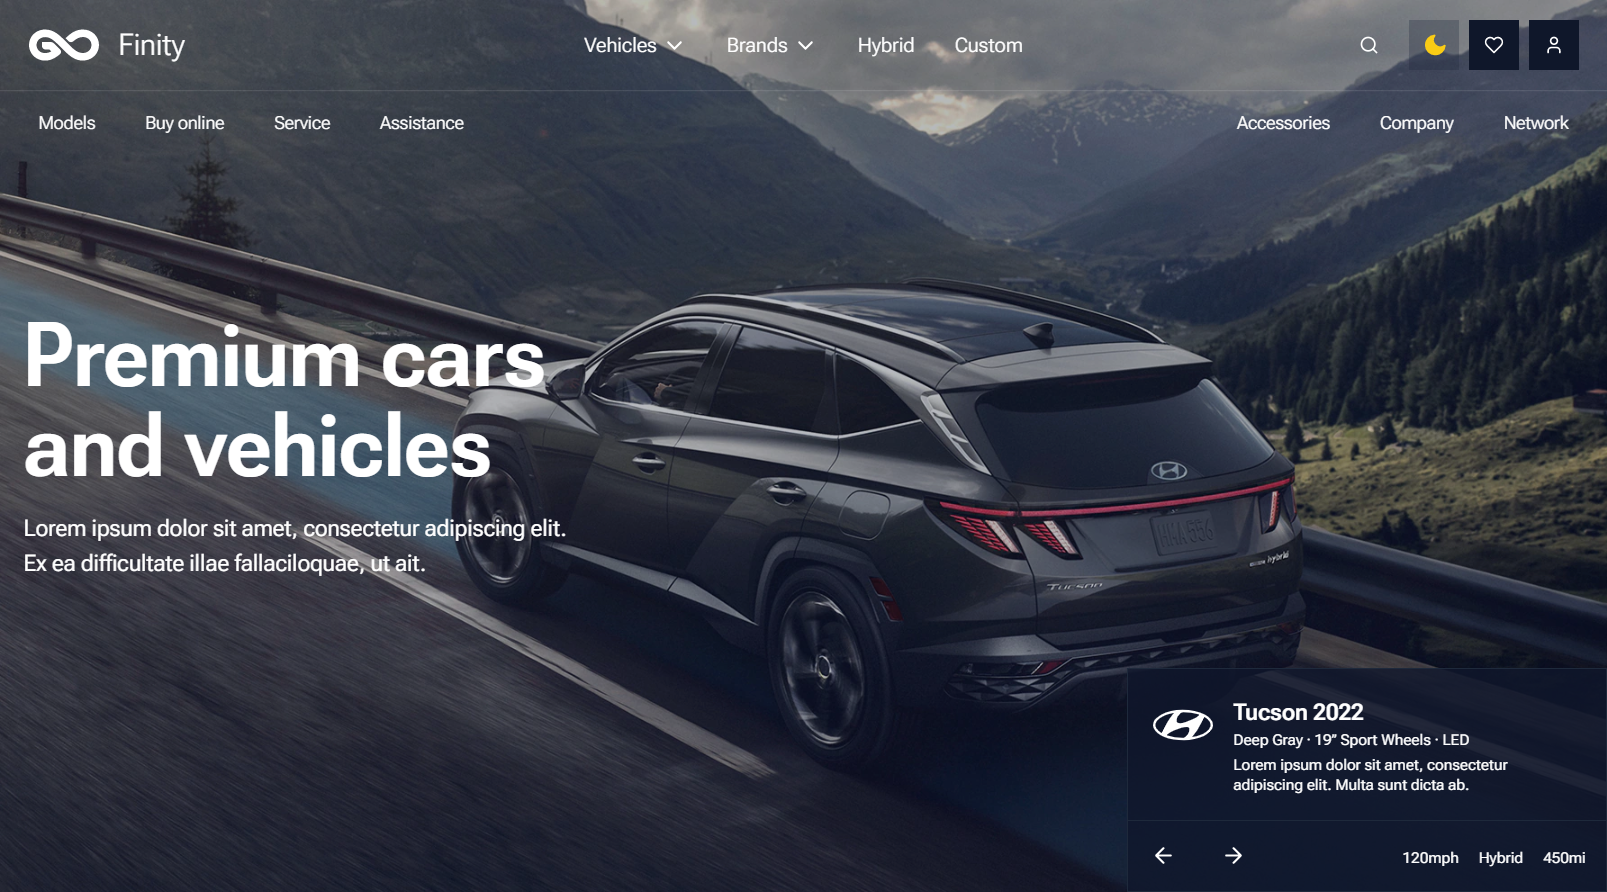 GO Finity
Vehicles
Brands
Hybrid
Custom
Models
Buy online
Service
Assistance
Accessories
Company
Network
Premium cars
and vehicles
Lorem ipsum dolor sit amet, consectetur adipiscing elit.
Ex ea difficultate illae fallaciloquae, ut ait.
TUCSON
Tucson 2022
Deep Gray · 19” Sport Wheels · LED
Lorem ipsum dolor sit amet, consectetur
adipiscing elit. Multa sunt dicta ab.
120mph
Hybrid
450mi